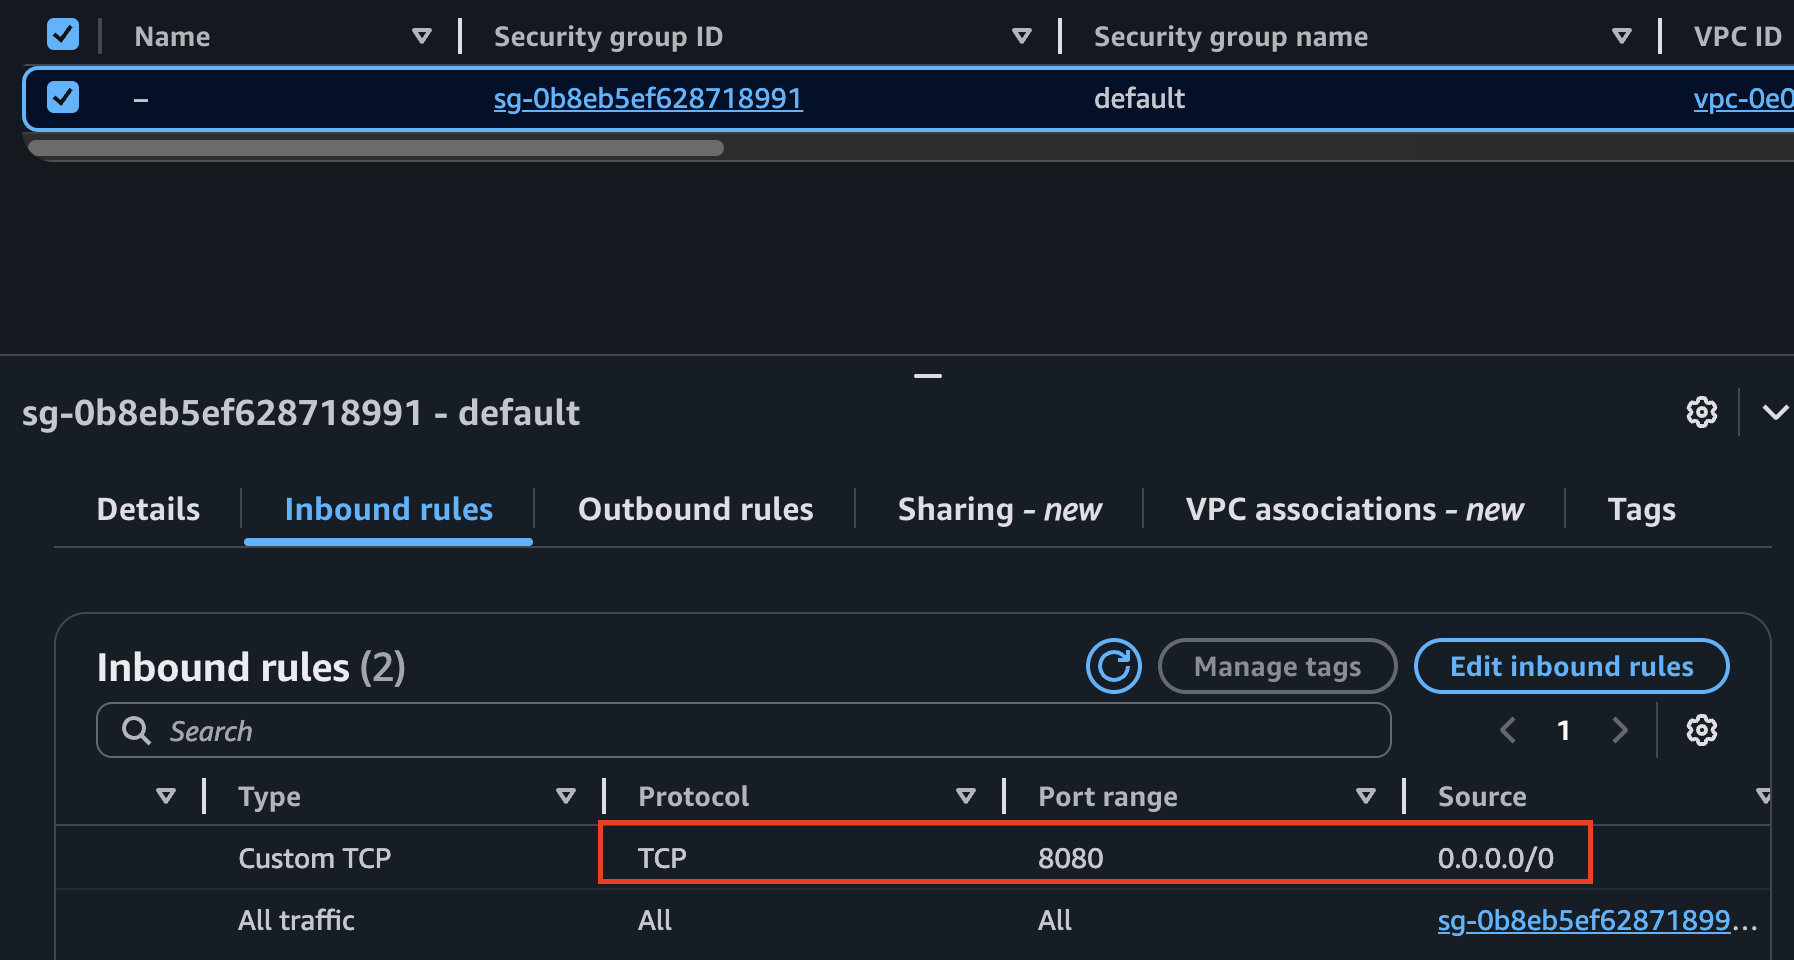 Name Security group ID Security group name VPC ID
– sg-0b8eb5ef628718991 default vpc-0e0
sg-0b8eb5ef628718991 - default
Details Inbound rules Outbound rules Sharing - new VPC associations - new Tags
Inbound rules (2) Manage tags Edit inbound rules
Search 1
Type Protocol Port range Source
Custom TCP TCP 8080 0.0.0.0/0
All traffic All All sg-0b8eb5ef62871899...